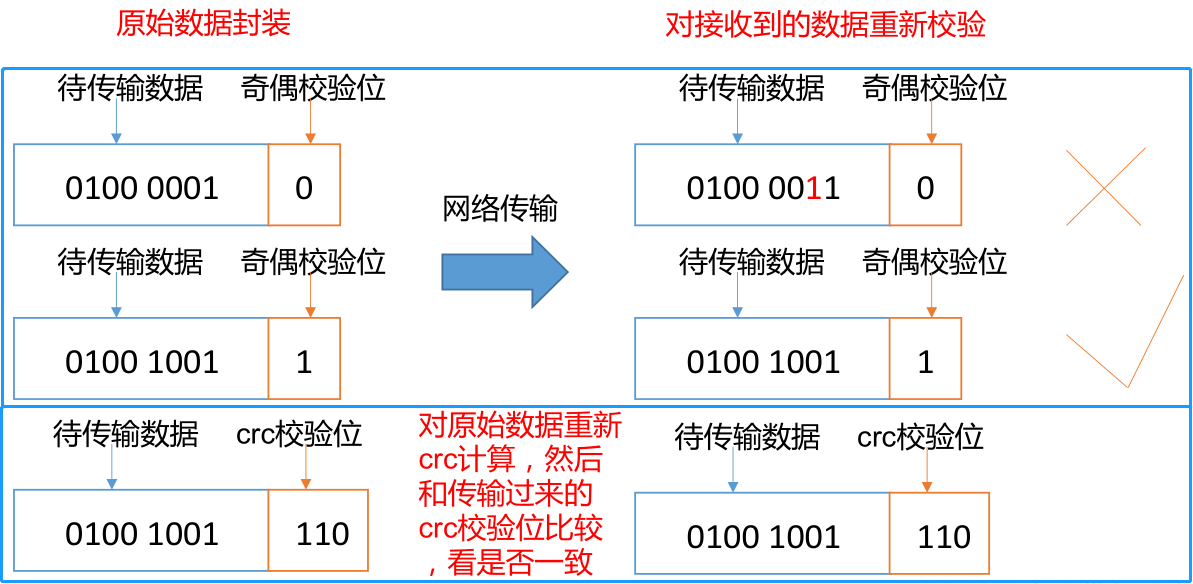 原始数据封装
对接收到的数据重新校验
待传输数据
奇偶校验位
待传输数据
奇偶校验位
0100 0001
0
0100 0011
0
网络传输
待传输数据
奇偶校验位
待传输数据
奇偶校验位
0100 1001
1
0100 1001
1
待传输数据
crc校验位
对原始数据重新
crc计算，然后
和传输过来的
crc校验位比较
，看是否一致
待传输数据
crc校验位
0100 1001
110
0100 1001
110